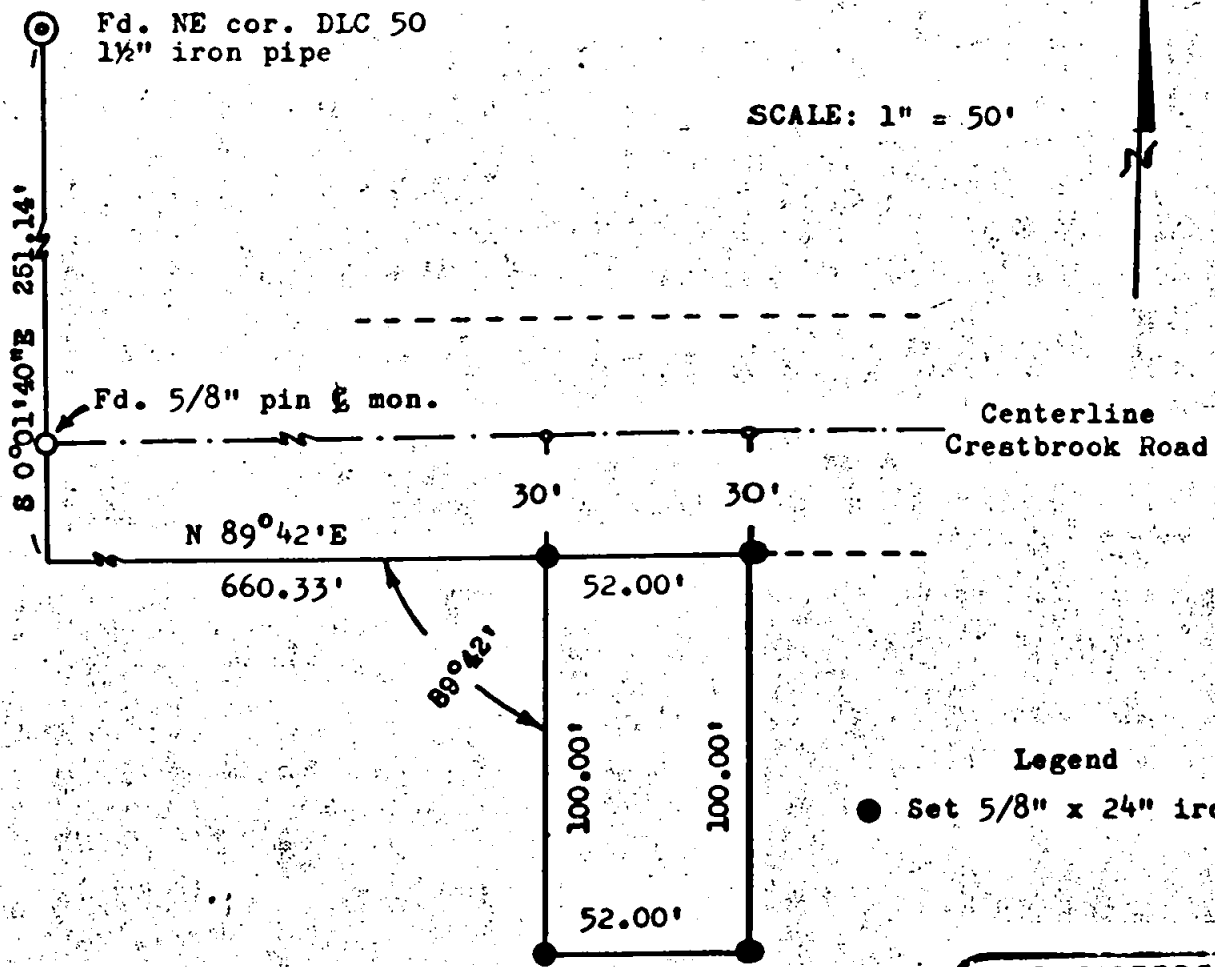 Fd. NE cor. DLC 50
1½" iron pipe
SCALE: 1" = 50'
N
S 0°01'40"E 251.14'
Fd. 5/8" pin ℄ mon.
Centerline
Crestbrook Road
30'
30'
N 89°42'E
660.33'
52.00'
89°42'
100.00'
100.00'
Legend
Set 5/8" x 24" iro
52.00'